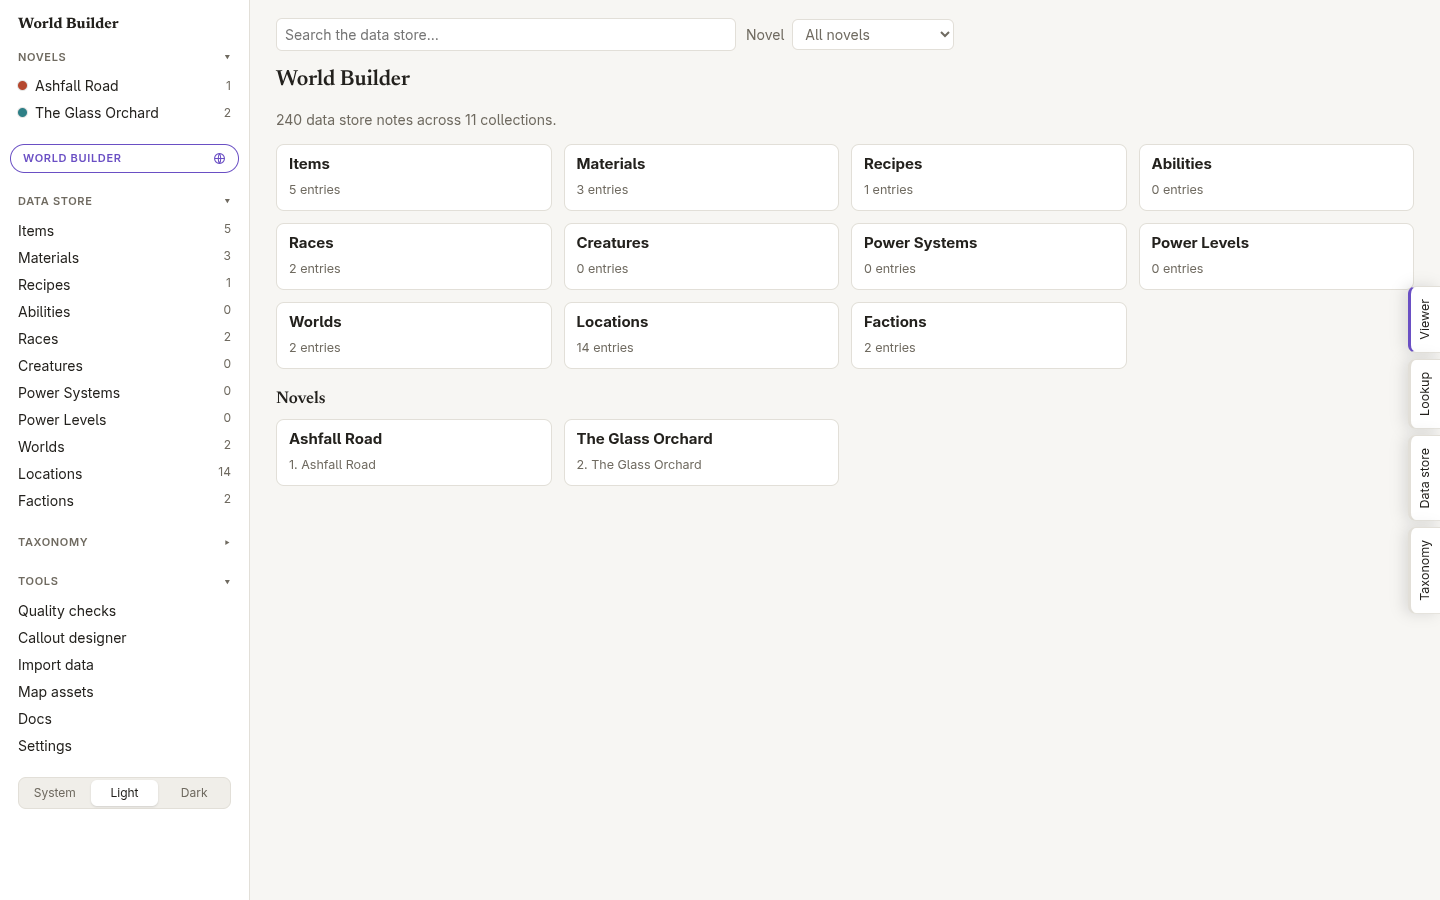 World Builder
NOVELS
Ashfall Road 1
The Glass Orchard 2
WORLD BUILDER
DATA STORE
Items 5
Materials 3
Recipes 1
Abilities 0
Races 2
Creatures 0
Power Systems 0
Power Levels 0
Worlds 2
Locations 14
Factions 2
TAXONOMY
TOOLS
Quality checks
Callout designer
Import data
Map assets
Docs
Settings
System Light Dark
Search the data store... Novel All novels
World Builder
240 data store notes across 11 collections.
Items Materials Recipes Abilities
5 entries 3 entries 1 entries 0 entries
Races Creatures Power Systems Power Levels
2 entries 0 entries 0 entries 0 entries
Worlds Locations Factions
2 entries 14 entries 2 entries
Novels
Ashfall Road The Glass Orchard
1. Ashfall Road 2. The Glass Orchard
Viewer
Lookup
Data store
Taxonomy